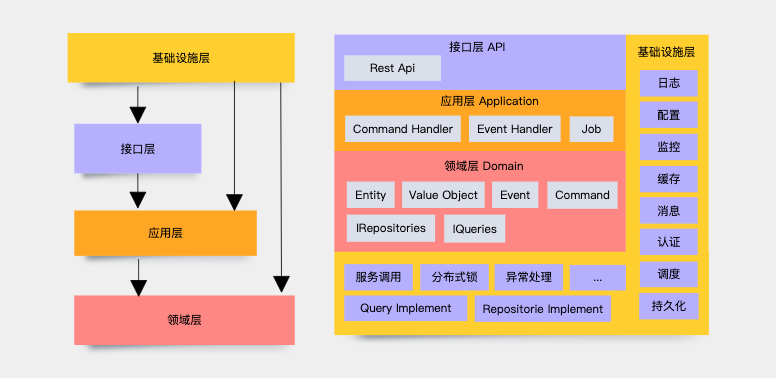 基础设施层
接口层
应用层
领域层
接口层 API
Rest Api
应用层 Application
Command Handler
Event Handler
Job
领域层 Domain
Entity
Value Object
Event
Command
IRepositories
IQueries
服务调用
分布式锁
异常处理
...
Query Implement
Repositorie Implement
基础设施层
日志
配置
监控
缓存
消息
认证
调度
持久化